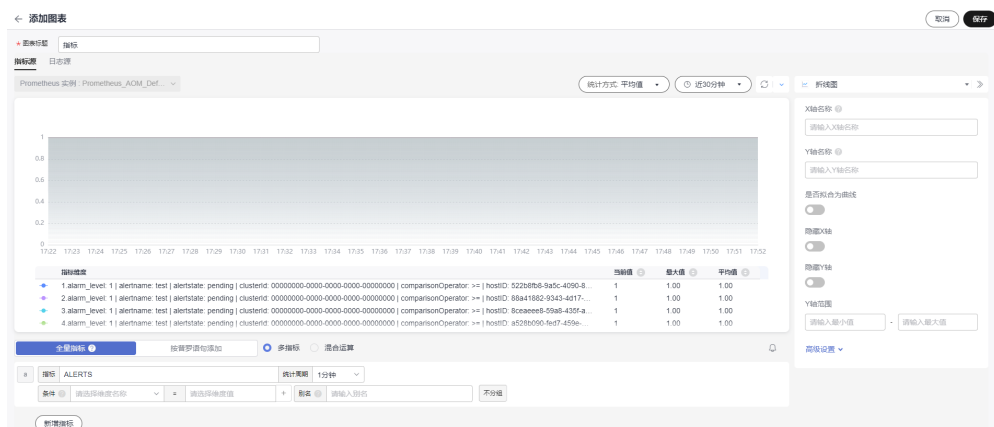 ← 添加图表 取消 保存
* 图表标题 指标
指标源 日志源
Prometheus 实例 : Prometheus_AOM_Def... 统计方式: 平均值 近30分钟 折线图
X轴名称
请输入X轴名称
Y轴名称
请输入Y轴名称
是否拟合为曲线
隐藏X轴
隐藏Y轴
Y轴范围
请输入最小值 - 请输入最大值
高级设置
1
0.8
0.6
0.4
0.2
0
17:22 17:23 17:24 17:25 17:26 17:27 17:28 17:29 17:30 17:31 17:32 17:33 17:34 17:35 17:36 17:37 17:38 17:39 17:40 17:41 17:42 17:43 17:44 17:45 17:46 17:47 17:48 17:49 17:50 17:51 17:52
指标维度 当前值 最大值 平均值
1.alarm_level: 1 | alertname: test | alertstate: pending | clusterId: 00000000-0000-0000-0000-00000000 | comparisonOperator: >= | hostID: 522b8fb8-9a5c-4090-8... 1 1.00 1.00
2.alarm_level: 1 | alertname: test | alertstate: pending | clusterId: 00000000-0000-0000-0000-00000000 | comparisonOperator: >= | hostID: 88a41882-9343-4d17-... 1 1.00 1.00
3.alarm_level: 1 | alertname: test | alertstate: pending | clusterId: 00000000-0000-0000-0000-00000000 | comparisonOperator: >= | hostID: 8ceaeee8-59a8-435f-a... 1 1.00 1.00
4.alarm_level: 1 | alertname: test | alertstate: pending | clusterId: 00000000-0000-0000-0000-00000000 | comparisonOperator: >= | hostID: a528b090-fed7-459e-... 1 1.00 1.00
全量指标 按普罗语句添加 多指标 混合运算
a 指标 ALERTS 统计周期 1分钟
条件 请选择维度名称 = 请选择维度值 + 别名 请输入别名 不分组
新增指标